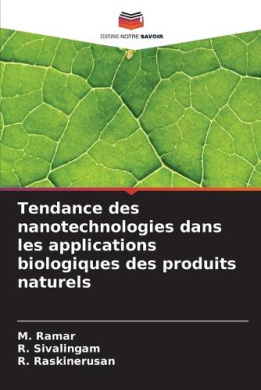 EDITIONS NOTRE SAVOIR
Tendance des
nanotechnologies dans
les applications
biologiques des produits
naturels
M. Ramar
R. Sivalingam
R. Raskinerusan